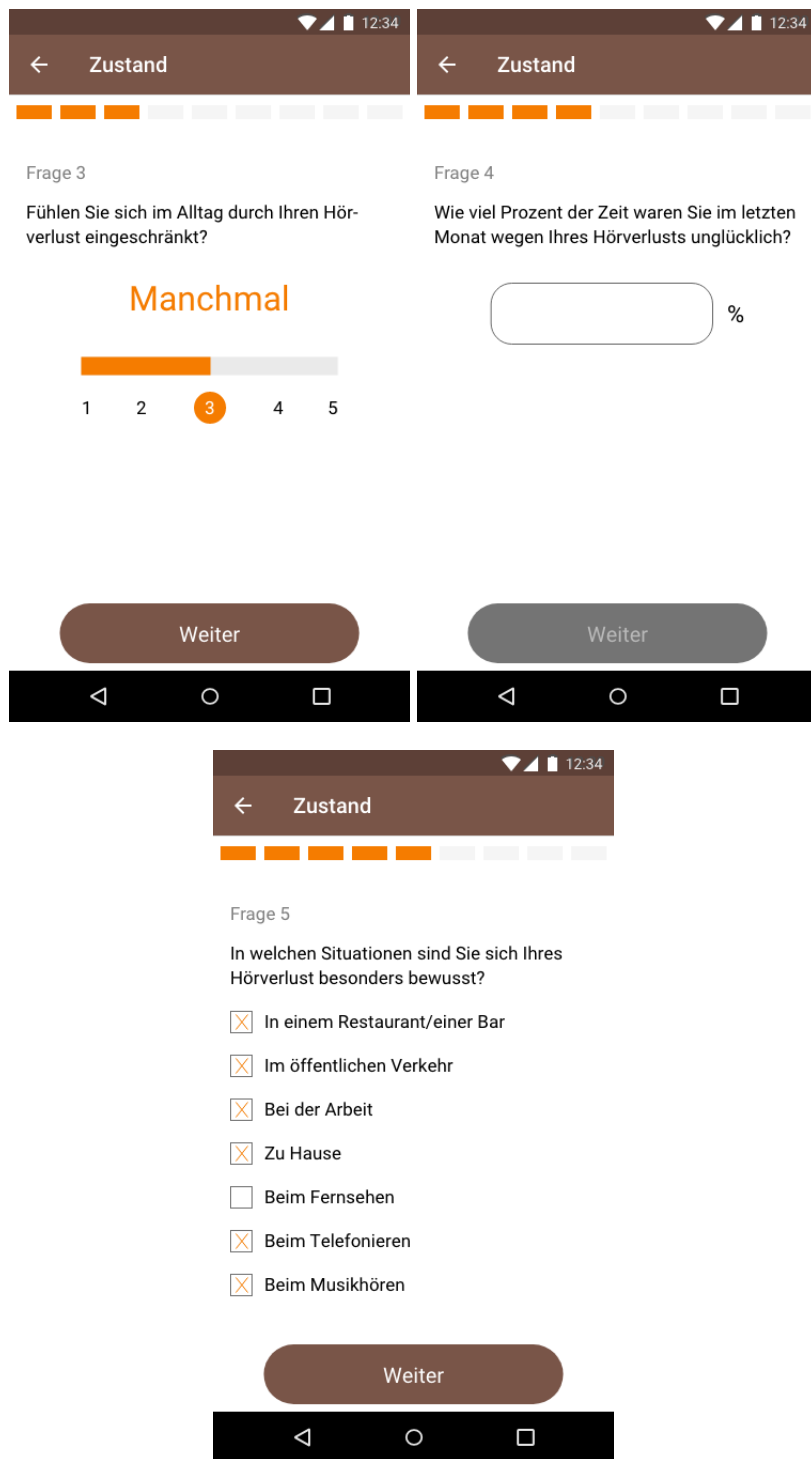 12:34
Zustand
Frage 3
Fühlen Sie sich im Alltag durch Ihren Hör-
verlust eingeschränkt?
Manchmal
1 2 3 4 5
Weiter
12:34
Zustand
Frage 4
Wie viel Prozent der Zeit waren Sie im letzten
Monat wegen Ihres Hörverlusts unglücklich?
%
Weiter
12:34
Zustand
Frage 5
In welchen Situationen sind Sie sich Ihres
Hörverlust besonders bewusst?
In einem Restaurant/einer Bar
Im öffentlichen Verkehr
Bei der Arbeit
Zu Hause
Beim Fernsehen
Beim Telefonieren
Beim Musikhören
Weiter